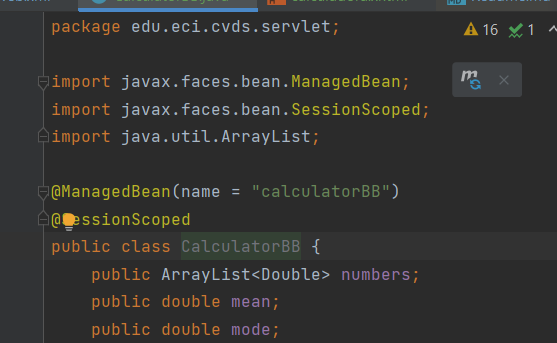 package edu.eci.cvds.servlet;
16
1
import javax.faces.bean.ManagedBean;
import javax.faces.bean.SessionScoped;
import java.util.ArrayList;
@ManagedBean(name = "calculatorBB")
@SessionScoped
public class CalculatorBB {
public ArrayList<Double> numbers;
public double mean;
public double mode;